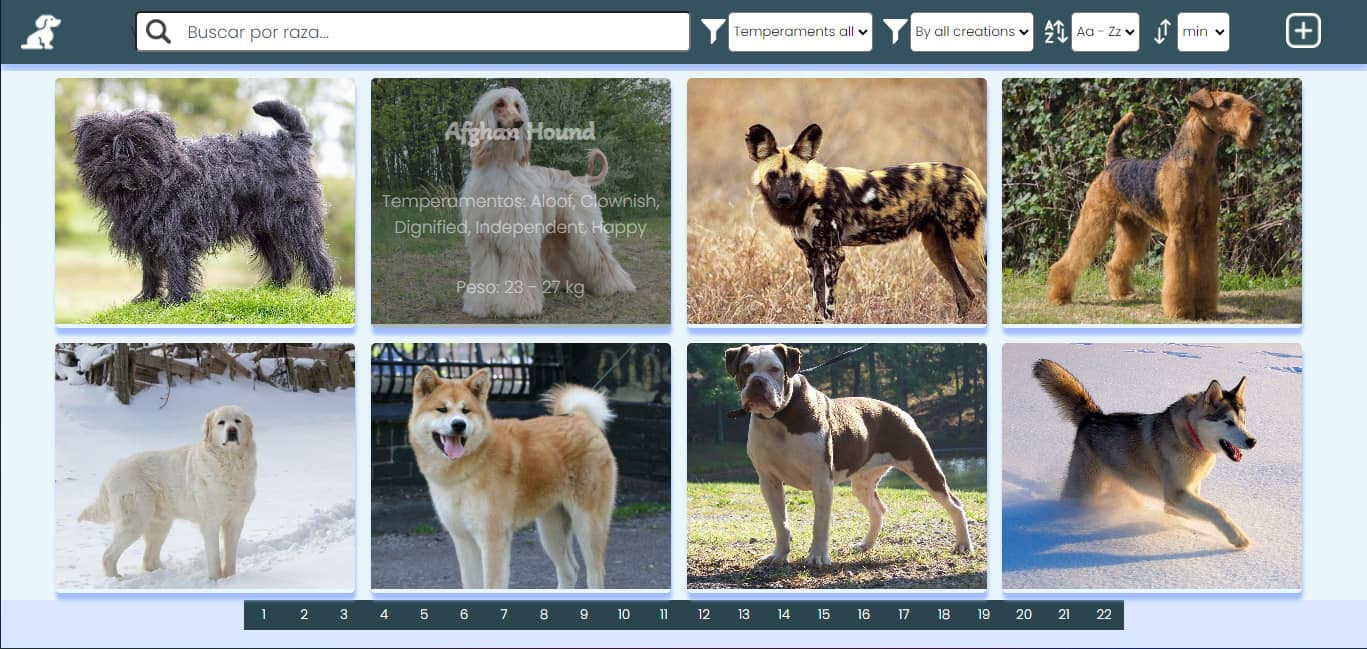 Buscar por raza...
Temperaments all
By all creations
A
Z
Aa - Zz
min
Afghan Hound
Temperamentos: Aloof, Clownish,
Dignified, Independent, Happy
Peso: 23 - 27 kg
1 2 3 4 5 6 7 8 9 10 11 12 13 14 15 16 17 18 19 20 21 22